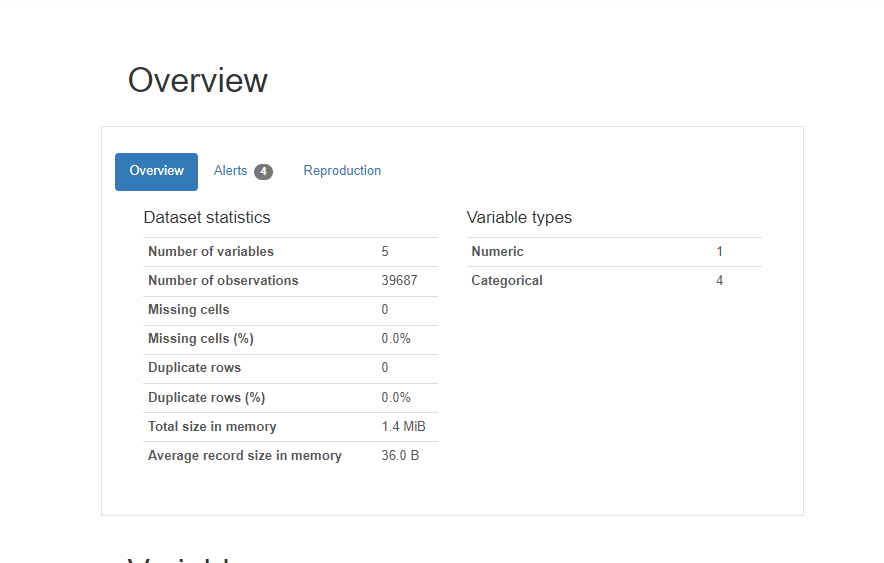 Overview
Overview Alerts 4 Reproduction
Dataset statistics
Number of variables 5
Number of observations 39687
Missing cells 0
Missing cells (%) 0.0%
Duplicate rows 0
Duplicate rows (%) 0.0%
Total size in memory 1.4 MiB
Average record size in memory 36.0 B
Variable types
Numeric 1
Categorical 4